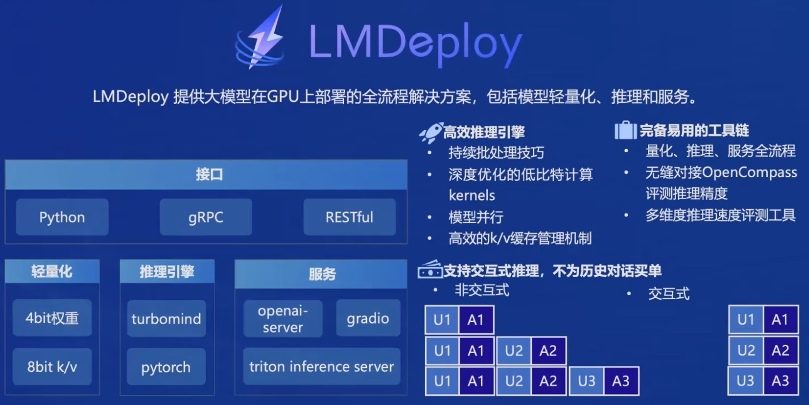 LMDeploy
LMDeploy 提供大模型在GPU上部署的全流程解决方案，包括模型轻量化、推理和服务。
接口
Python
gRPC
RESTful
轻量化
4bit权重
8bit k/v
推理引擎
turbomind
pytorch
服务
openai-
server
gradio
triton inference server
高效推理引擎
• 持续批处理技巧
• 深度优化的低比特计算
kernels
• 模型并行
• 高效的k/v缓存管理机制
完备易用的工具链
• 量化、推理、服务全流程
• 无缝对接OpenCompass
评测推理精度
• 多维度推理速度评测工具
支持交互式推理，不为历史对话买单
• 非交互式
U1 A1
U1 A1 U2 A2
U1 A1 U2 A2 U3 A3
• 交互式
U1 A1
U2 A2
U3 A3